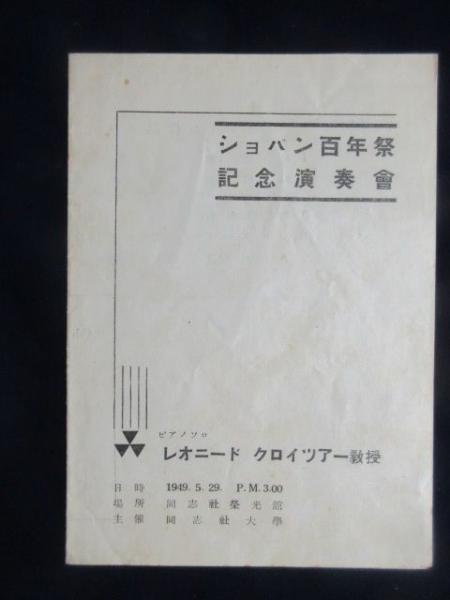 ショパン百年祭
記念演奏會
ピアノソロ
レオニード クロイツアー教授
日時 1949. 5. 29. P. M. 3.00
場所 同志社榮光館
主催 同志社大學